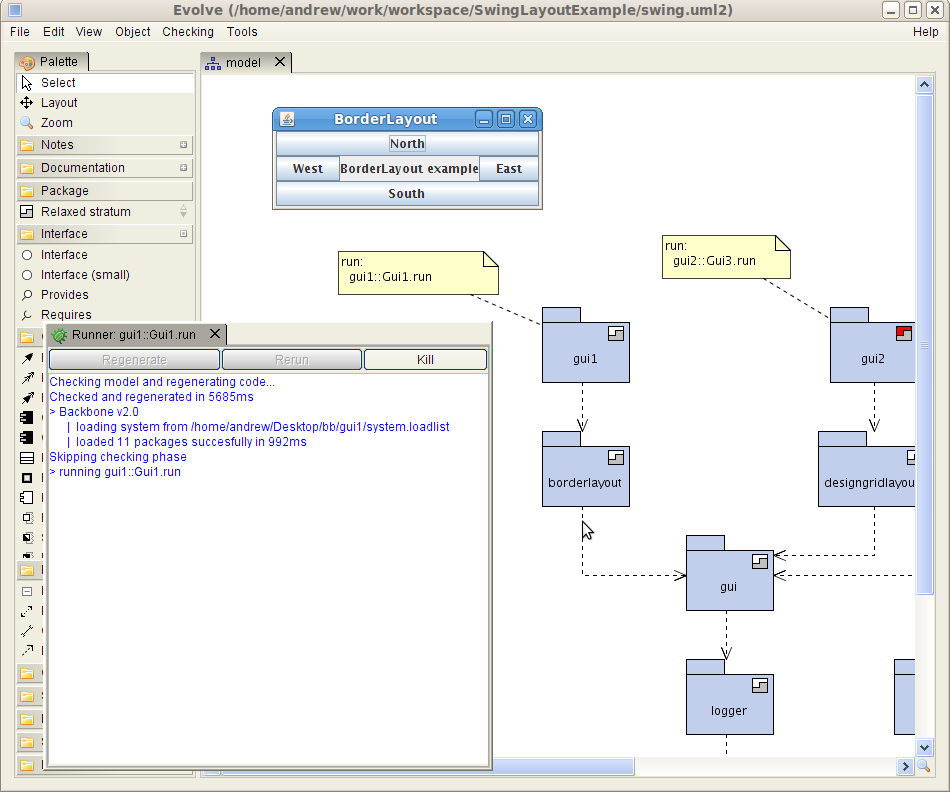 Evolve (/home/andrew/work/workspace/SwingLayoutExample/swing.uml2)
File Edit View Object Checking Tools Help
Palette
model
Select
Layout
Zoom
Notes
Documentation
Package
Relaxed stratum
Interface
Interface
Interface (small)
Provides
Requires
BorderLayout
North
West BorderLayout example East
South
run:
gui1::Gui1.run
run:
gui2::Gui3.run
gui1
gui2
borderlayout
designgridlayou
gui
logger
Runner: gui1::Gui1.run
Regenerate Rerun Kill
Checking model and regenerating code...
Checked and regenerated in 5685ms
> Backbone v2.0
| loading system from /home/andrew/Desktop/bb/gui1/system.loadlist
| loaded 11 packages succesfully in 992ms
Skipping checking phase
> running gui1::Gui1.run